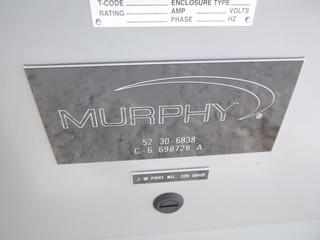 T-CODE ENCLOSURE TYPE
RATING AMP VOLTS
PHASE HZ
MURPHY®
52-30-6838
C-6 698728 A
J-W PART NO.